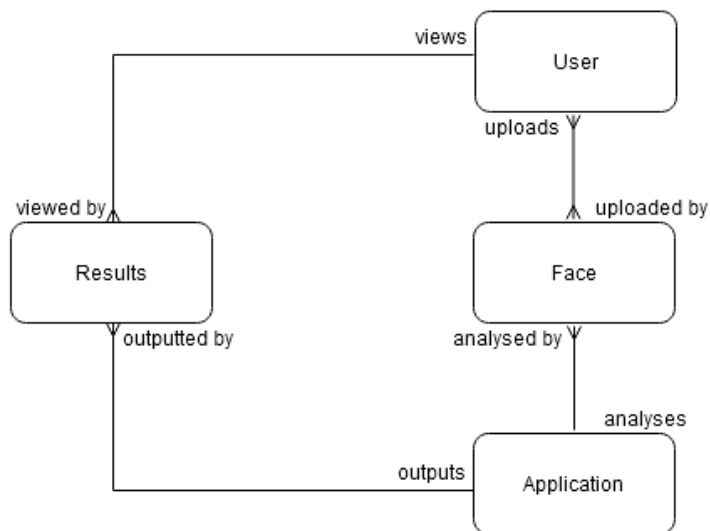 views
User
uploads
viewed by
uploaded by
Results
Face
outputted by
analysed by
analyses
outputs
Application